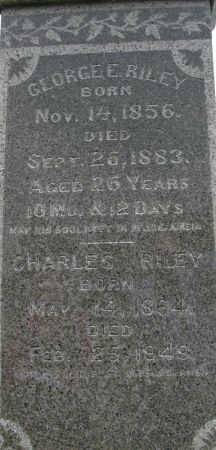 GEORGE E. RILEY
BORN
NOV. 14, 1856.
DIED
SEPT. 26, 1883.
AGED 26 YEARS
10 MO. & 12 DAYS
MAY HIS SOUL REST IN PEACE. AMEN.
CHARLES RILEY
BORN
MAY 14, 1864.
DIED
FEB. 25, 1949